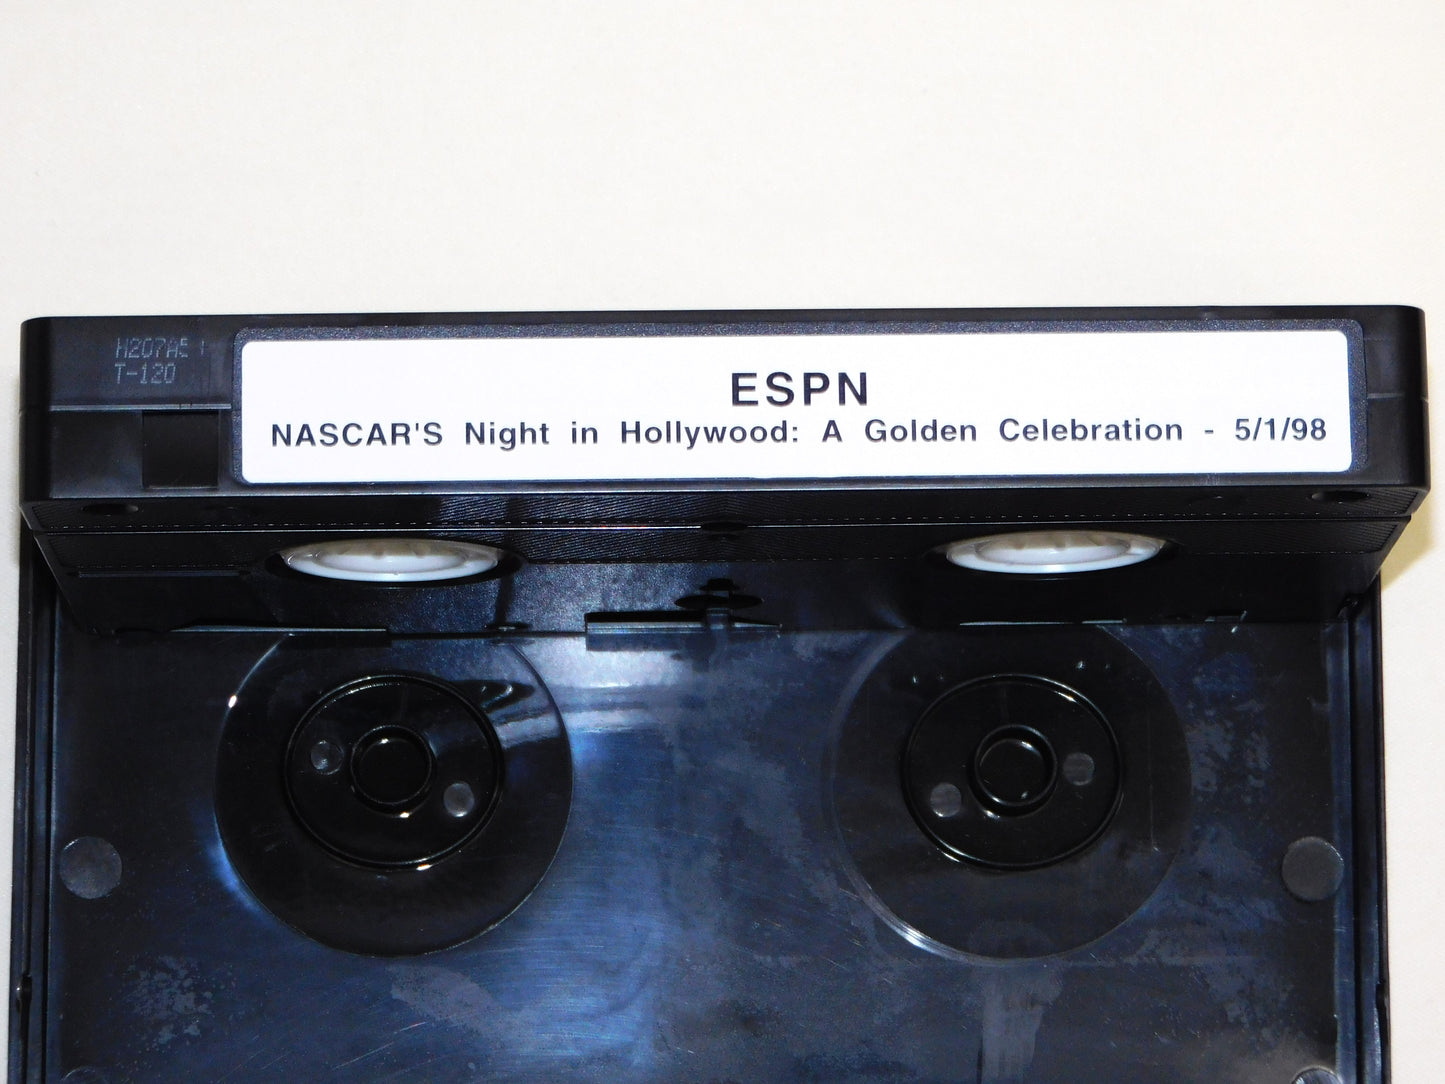 H207A5
T-120
ESPN
NASCAR'S Night in Hollywood: A Golden Celebration - 5/1/98